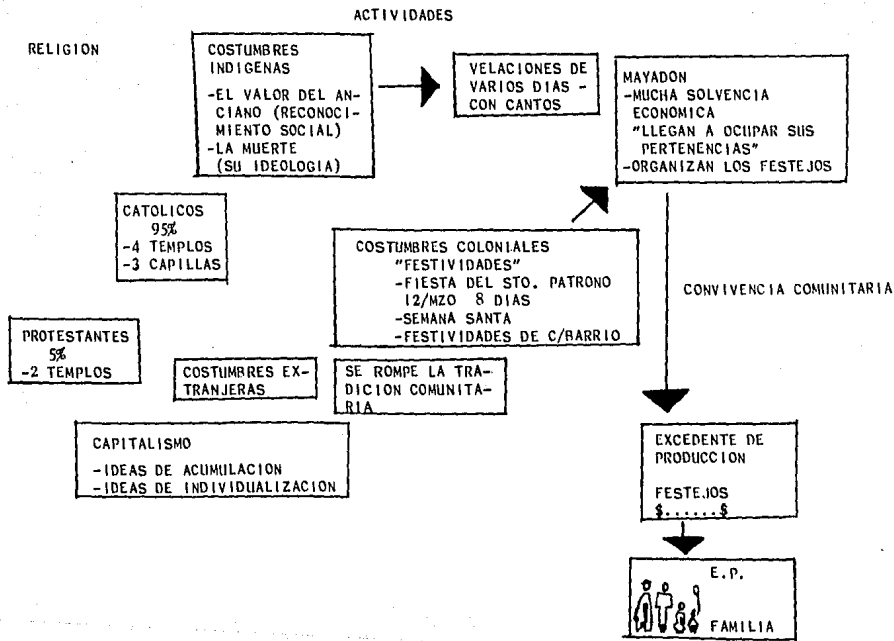 ACTIVIDADES
RELIGION
COSTUMBRES
INDIGENAS
-EL VALOR DEL AN-
CIANO (RECONOCI-
MIENTO SOCIAL)
-LA MUERTE
(SU IDEOLOGIA)
VELACIONES DE
VARIOS DIAS -
CON CANTOS
MAYADON
-MUCHA SOLVENCIA
ECONOMICA
"LLEGAN A OCUPAR SUS
PERTENENCIAS"
-ORGANIZAN LOS FESTEJOS
CATOLICOS
95%
-4 TEMPLOS
-3 CAPILLAS
COSTUMBRES COLONIALES
"FESTIVIDADES"
-FIESTA DEL STO. PATRONO
12/MZO 8 DIAS
-SEMANA SANTA
-FESTIVIDADES DE C/BARRIO
CONVIVENCIA COMUNITARIA
PROTESTANTES
5%
-2 TEMPLOS
COSTUMBRES EX-
TRANJERAS
SE ROMPE LA TRA-
DICION COMUNITA-
RIA
CAPITALISMO
-IDEAS DE ACUMULACION
-IDEAS DE INDIVIDUALIZACION
EXCEDENTE DE
PRODUCCION
FESTEJOS
$......$
E.P.
FAMILIA